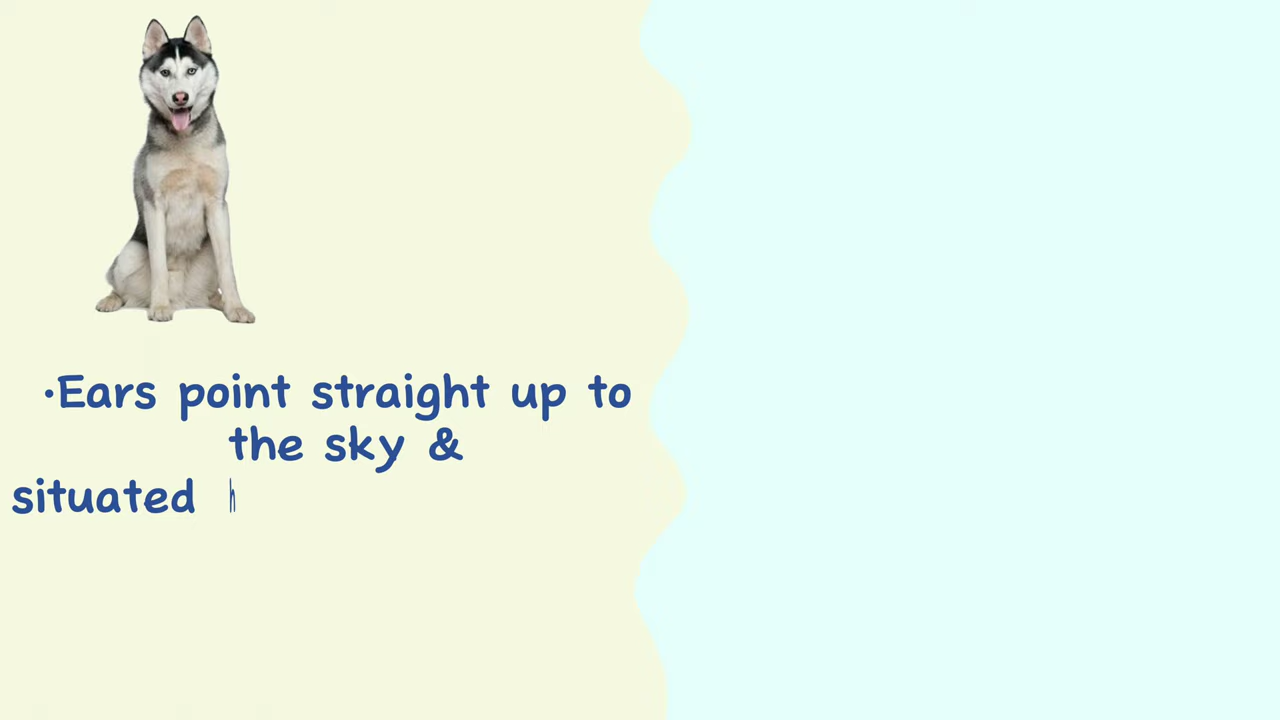 •Ears point straight up to
the sky &
situated h